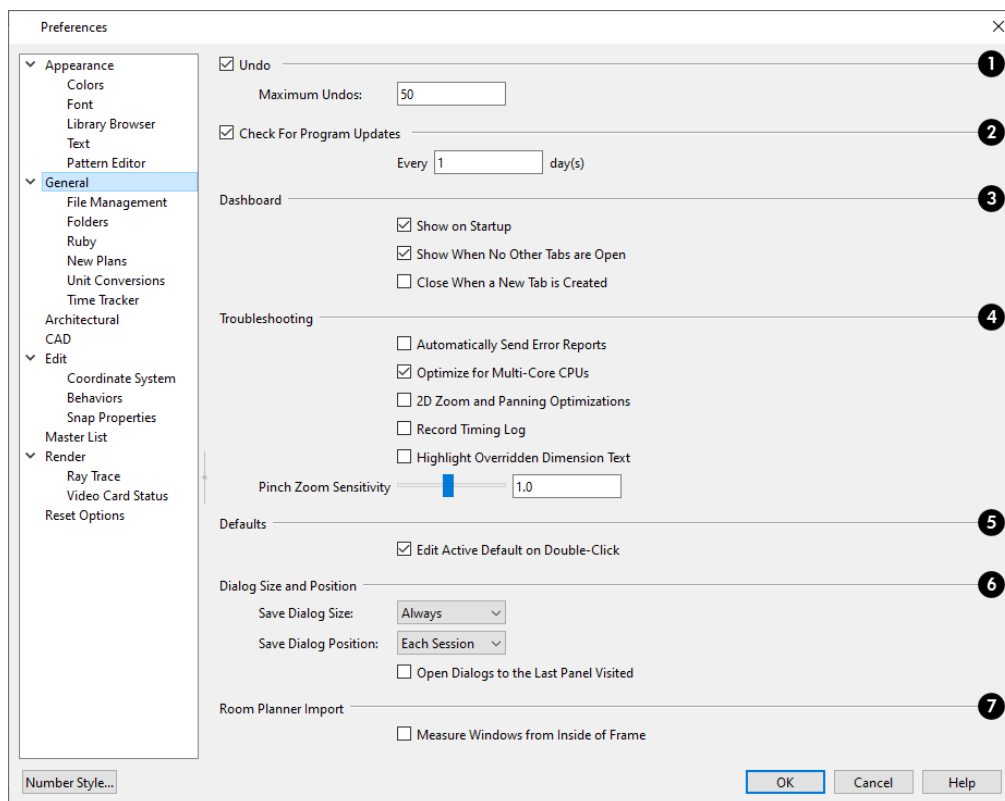 Preferences
Appearance
Colors
Font
Library Browser
Text
Pattern Editor
General
File Management
Folders
Ruby
New Plans
Unit Conversions
Time Tracker
Architectural
CAD
Edit
Coordinate System
Behaviors
Snap Properties
Master List
Render
Ray Trace
Video Card Status
Reset Options
Undo 1
Maximum Undos: 50
Check For Program Updates 2
Every 1 day(s)
Dashboard 3
Show on Startup
Show When No Other Tabs are Open
Close When a New Tab is Created
Troubleshooting 4
Automatically Send Error Reports
Optimize for Multi-Core CPUs
2D Zoom and Panning Optimizations
Record Timing Log
Highlight Overridden Dimension Text
Pinch Zoom Sensitivity 1.0
Defaults 5
Edit Active Default on Double-Click
Dialog Size and Position 6
Save Dialog Size: Always
Save Dialog Position: Each Session
Open Dialogs to the Last Panel Visited
Room Planner Import 7
Measure Windows from Inside of Frame
Number Style... OK Cancel Help